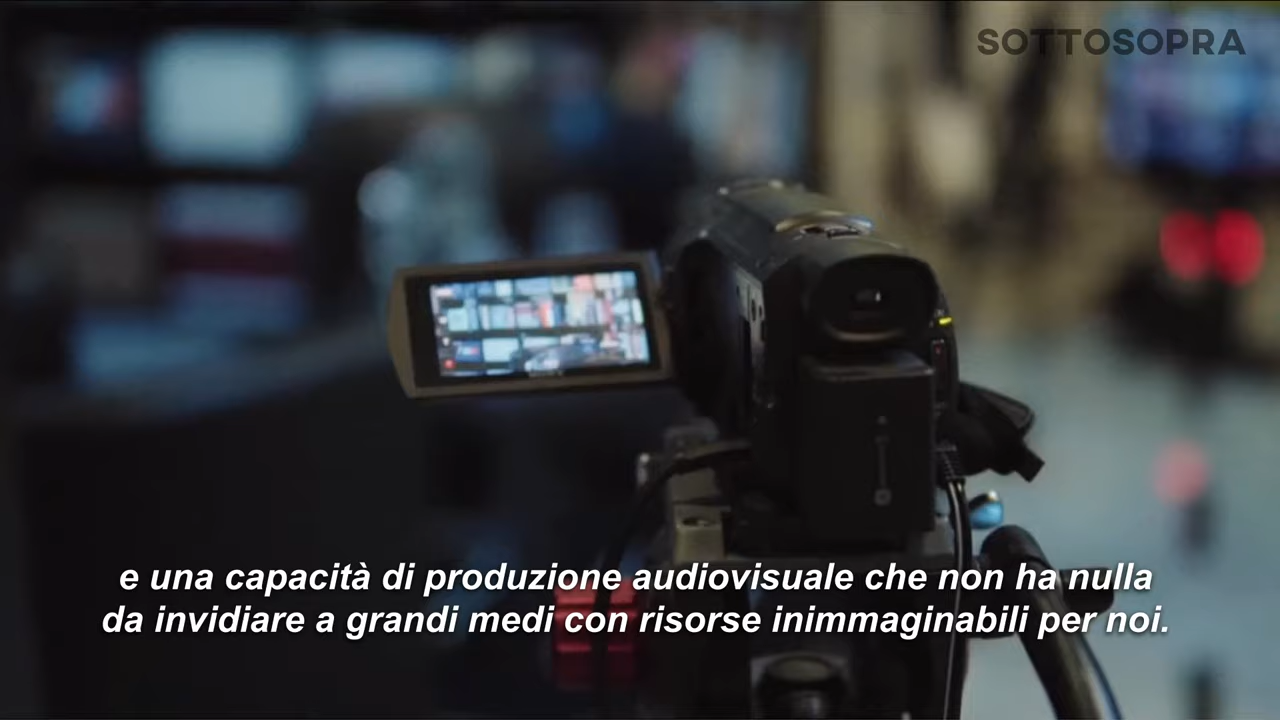 SOTTOSOPRA
e una capacità di produzione audiovisuale che non ha nulla
da invidiare a grandi medi con risorse inimmaginabili per noi.